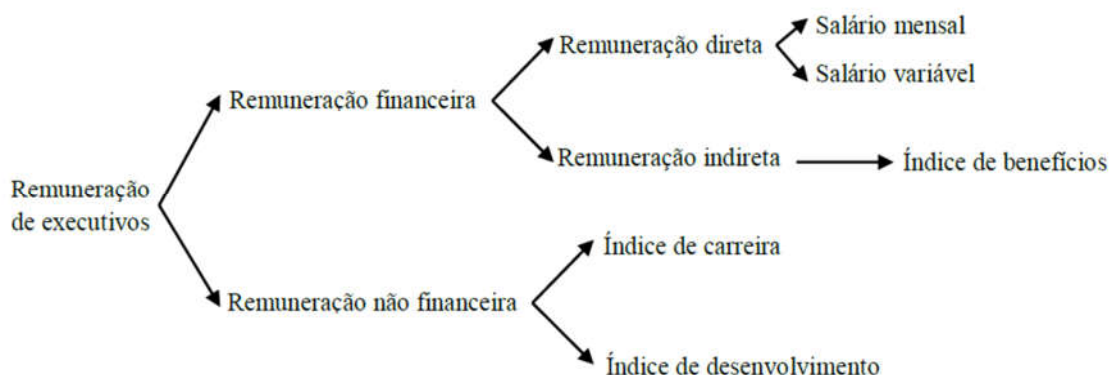 Remuneração
de executivos
Remuneração financeira
Remuneração direta
Salário mensal
Salário variável
Remuneração indireta
Índice de benefícios
Remuneração não financeira
Índice de carreira
Índice de desenvolvimento